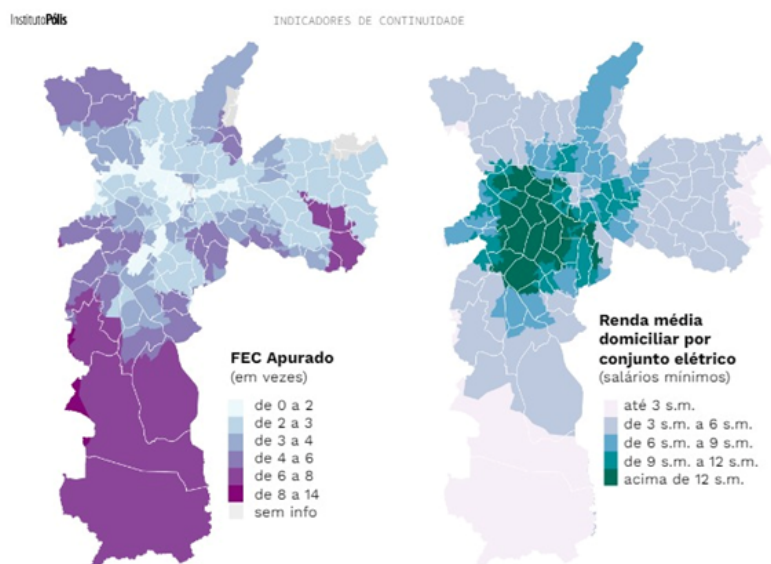 InstitutoPólis
INDICADORES DE CONTINUIDADE
FEC Apurado
(em vezes)
de 0 a 2
de 2 a 3
de 3 a 4
de 4 a 6
de 6 a 8
de 8 a 14
sem info
Renda média
domiciliar por
conjunto elétrico
(salários mínimos)
até 3 s.m.
de 3 s.m. a 6 s.m.
de 6 s.m. a 9 s.m.
de 9 s.m. a 12 s.m.
acima de 12 s.m.